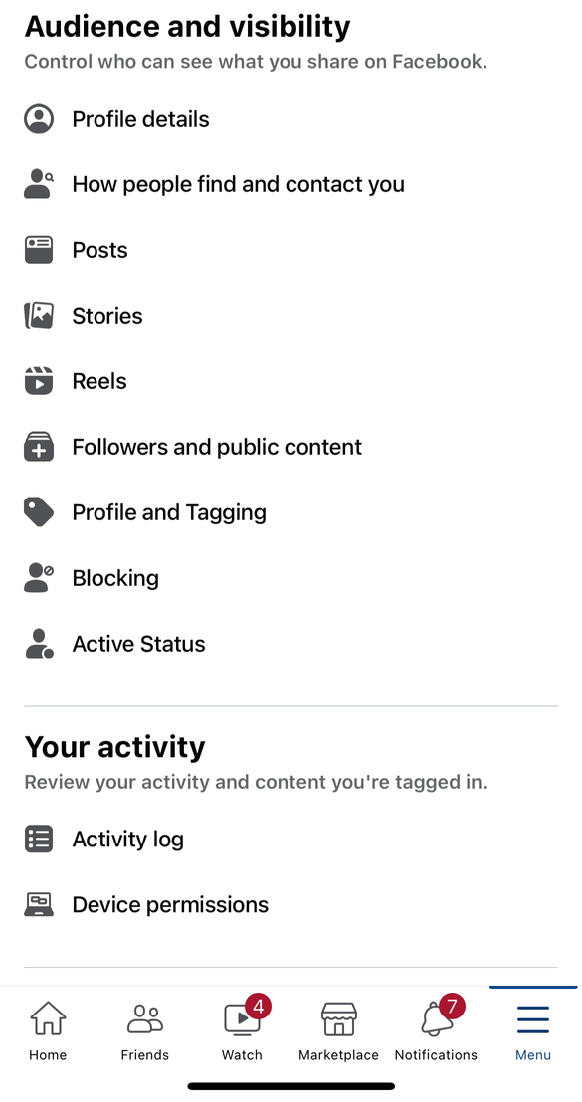 Audience and visibility
Control who can see what you share on Facebook.
Profile details
How people find and contact you
Posts
Stories
Reels
Followers and public content
Profile and Tagging
Blocking
Active Status
Your activity
Review your activity and content you're tagged in.
Activity log
Device permissions
4
7
Home
Friends
Watch
Marketplace
Notifications
Menu